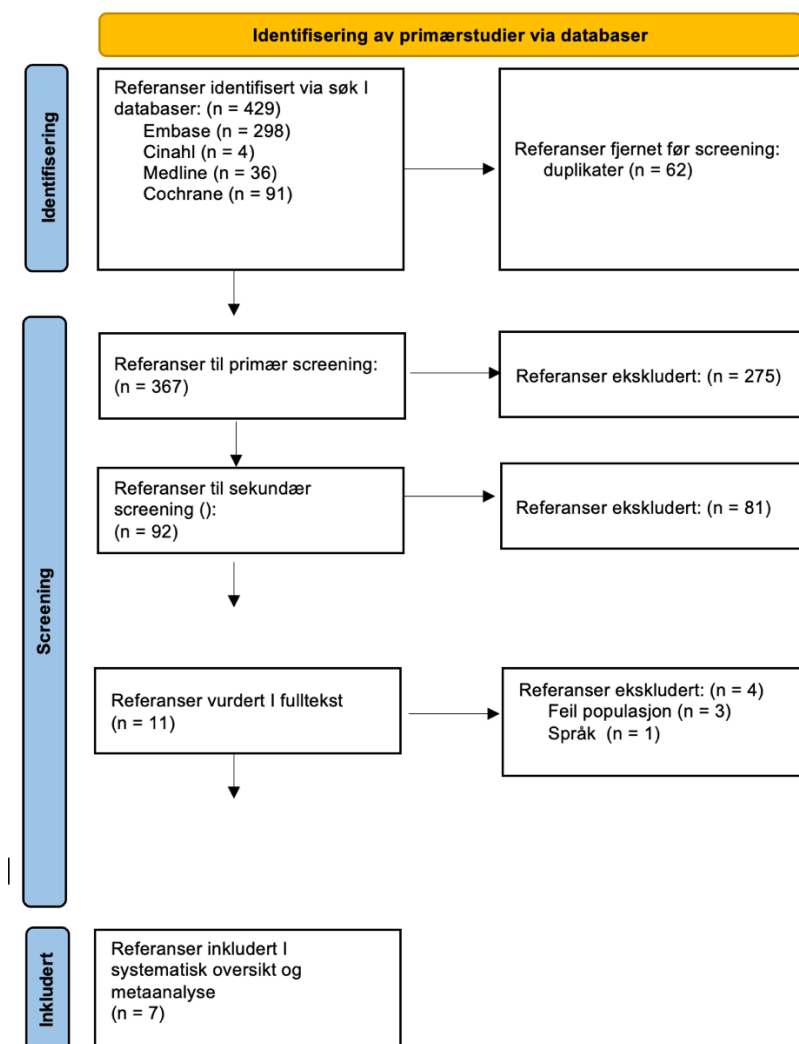 Identifisering av primærstudier via databaser
Identifisering
Referanser identifisert via søk I
databaser: (n = 429)
Embase (n = 298)
Cinahl (n = 4)
Medline (n = 36)
Cochrane (n = 91)
Referanser fjernet før screening:
duplikater (n = 62)
Screening
Referanser til primær screening:
(n = 367)
Referanser ekskludert: (n = 275)
Referanser til sekundær
screening ():
(n = 92)
Referanser ekskludert: (n = 81)
Referanser vurdert I fulltekst
(n = 11)
Referanser ekskludert: (n = 4)
Feil populasjon (n = 3)
Språk  (n = 1)
Inkludert
Referanser inkludert I
systematisk oversikt og
metaanalyse
(n = 7)